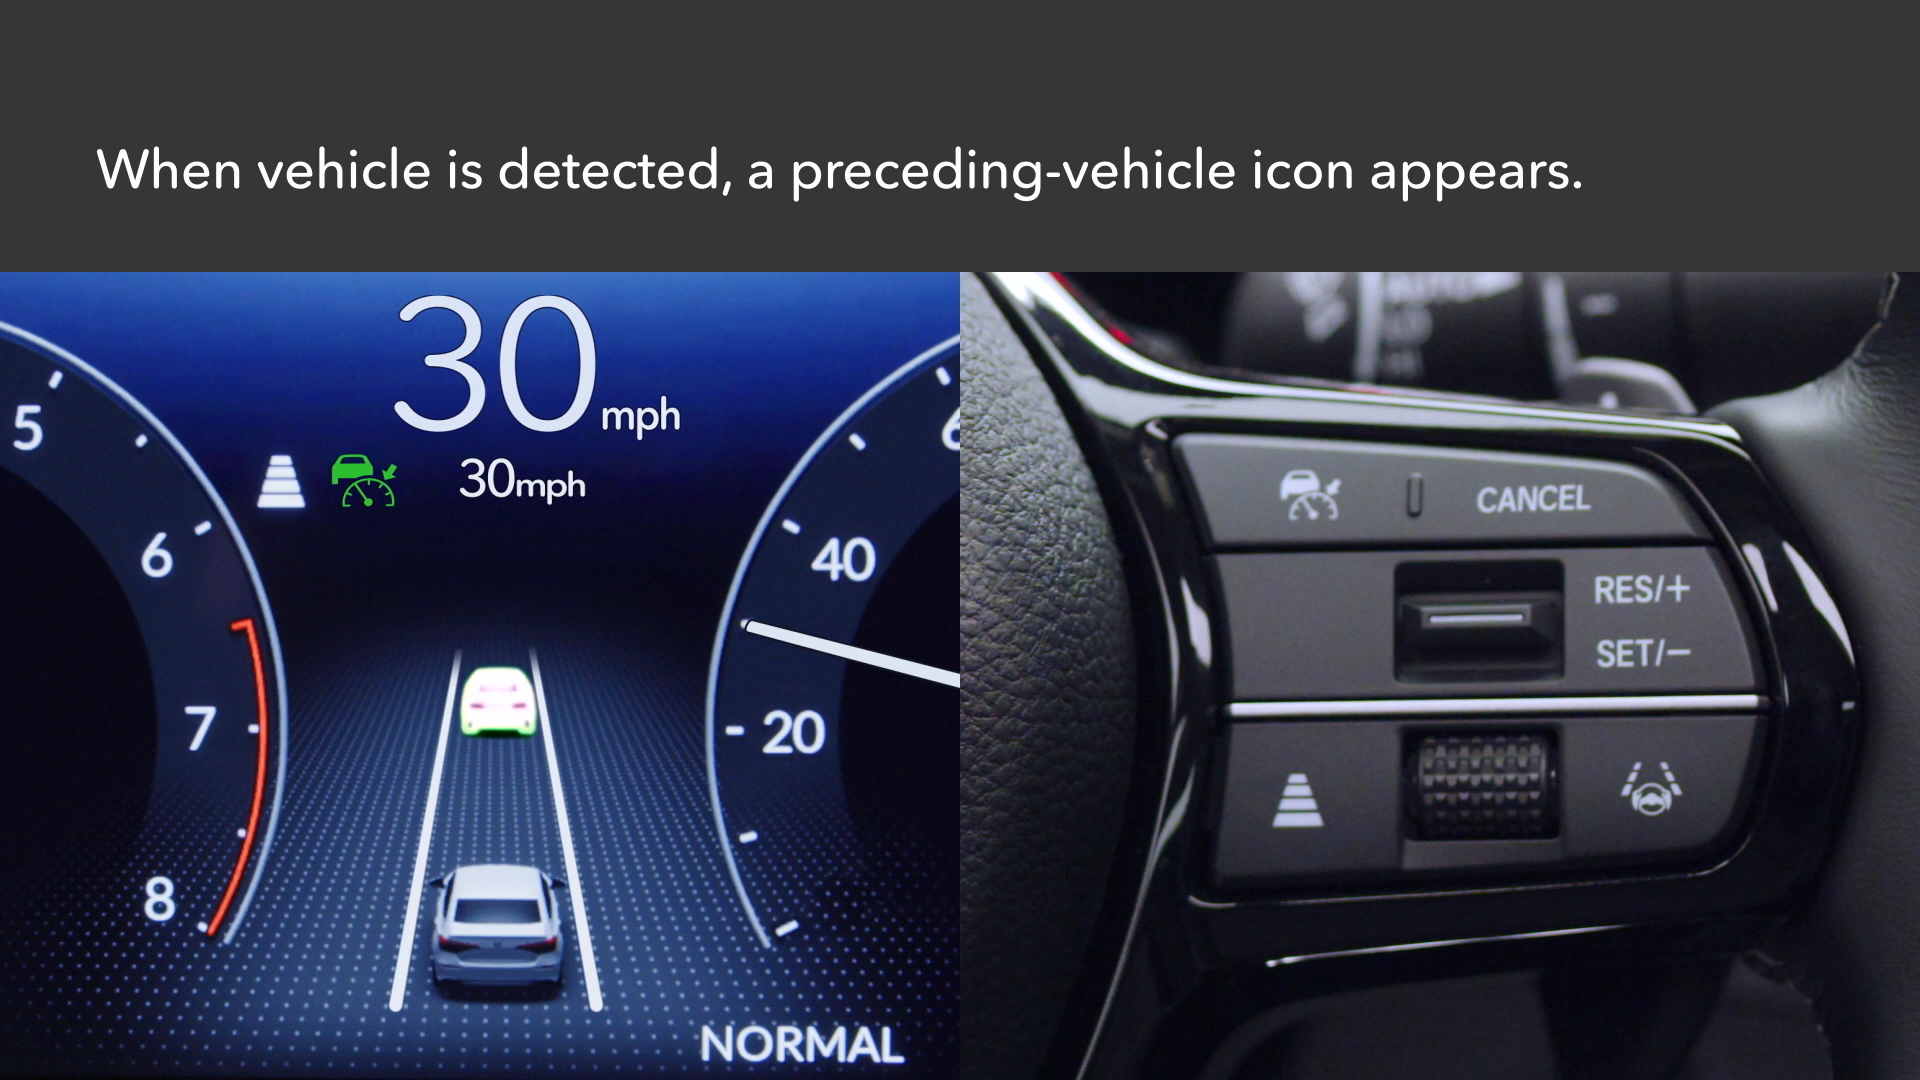 When vehicle is detected, a preceding-vehicle icon appears.
30 mph
30mph
5
6
7
8
6
40
20
NORMAL
CANCEL
RES/+
SET/−